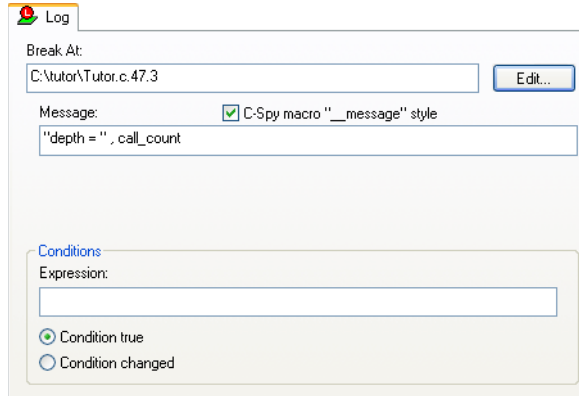 Log
Break At:
C:\tutor\Tutor.c.47.3
Edit...
Message:
C-Spy macro "__message" style
"depth = " , call_count
Conditions
Expression:
Condition true
Condition changed